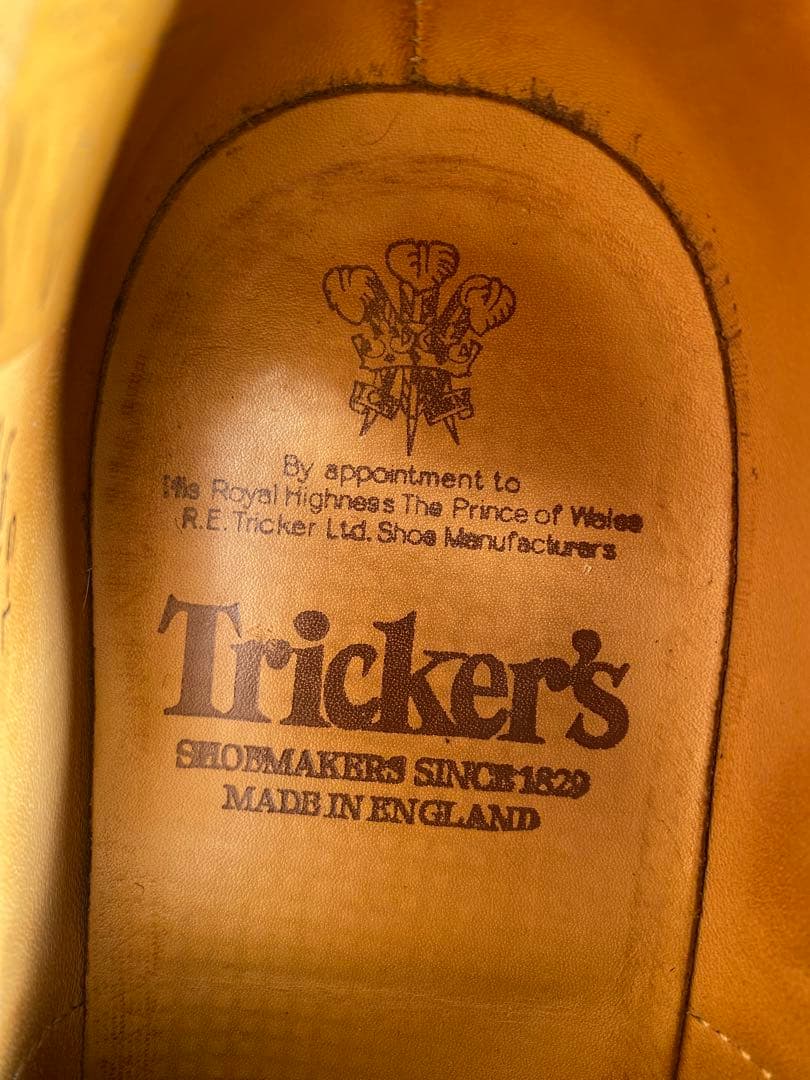 By appointment to
His Royal Highness The Prince of Wales
R.E. Tricker Ltd. Shoe Manufacturers
Tricker's
SHOEMAKERS SINCE 1829
MADE IN ENGLAND